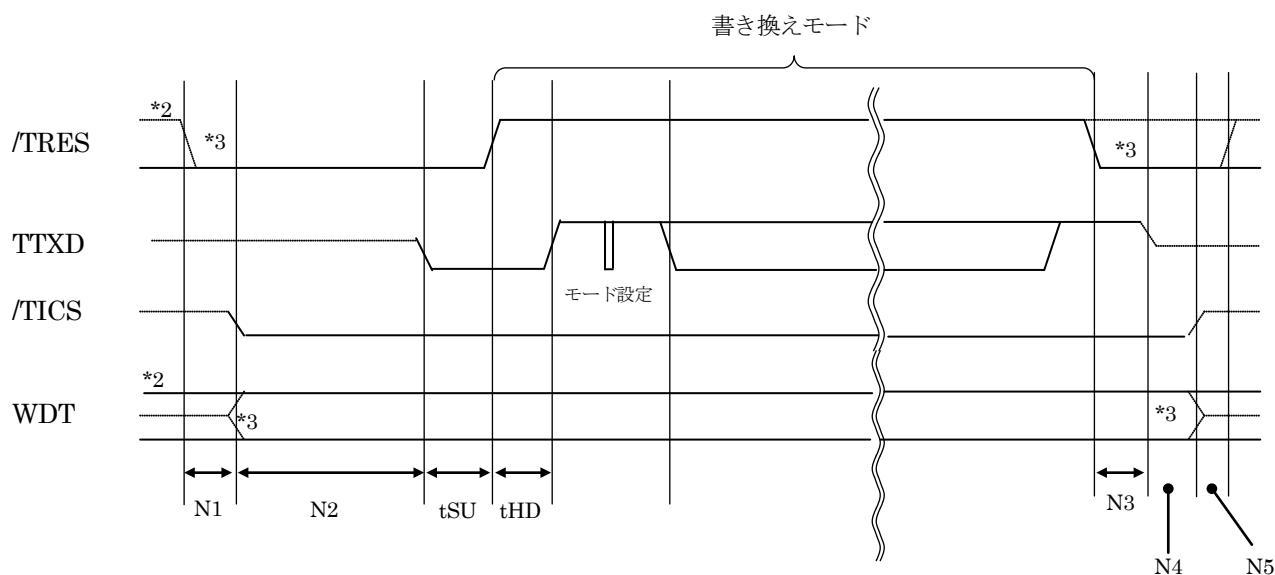 書き換えモード
*2
*3
*3
/TRES
TTXD
モード設定
/TICS
*2
*3
*3
WDT
N1
N2
tSU
tHD
N3
N4
N5